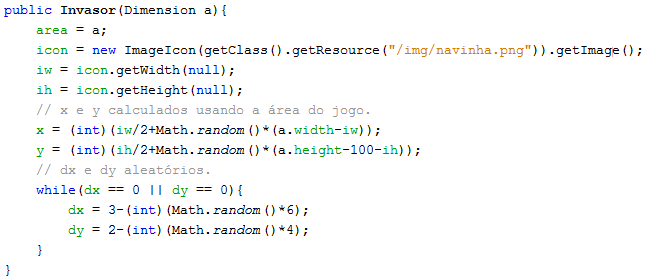 public Invasor(Dimension a){
    area = a;
    icon = new ImageIcon(getClass().getResource("/img/navinha.png")).getImage();
    iw = icon.getWidth(null);
    ih = icon.getHeight(null);
    // x e y calculados usando a área do jogo.
    x = (int)(iw/2+Math.random()*(a.width-iw));
    y = (int)(ih/2+Math.random()*(a.height-100-ih));
    // dx e dy aleatórios.
    while(dx == 0 || dy == 0){
        dx = 3-(int)(Math.random()*6);
        dy = 2-(int)(Math.random()*4);
    }
}